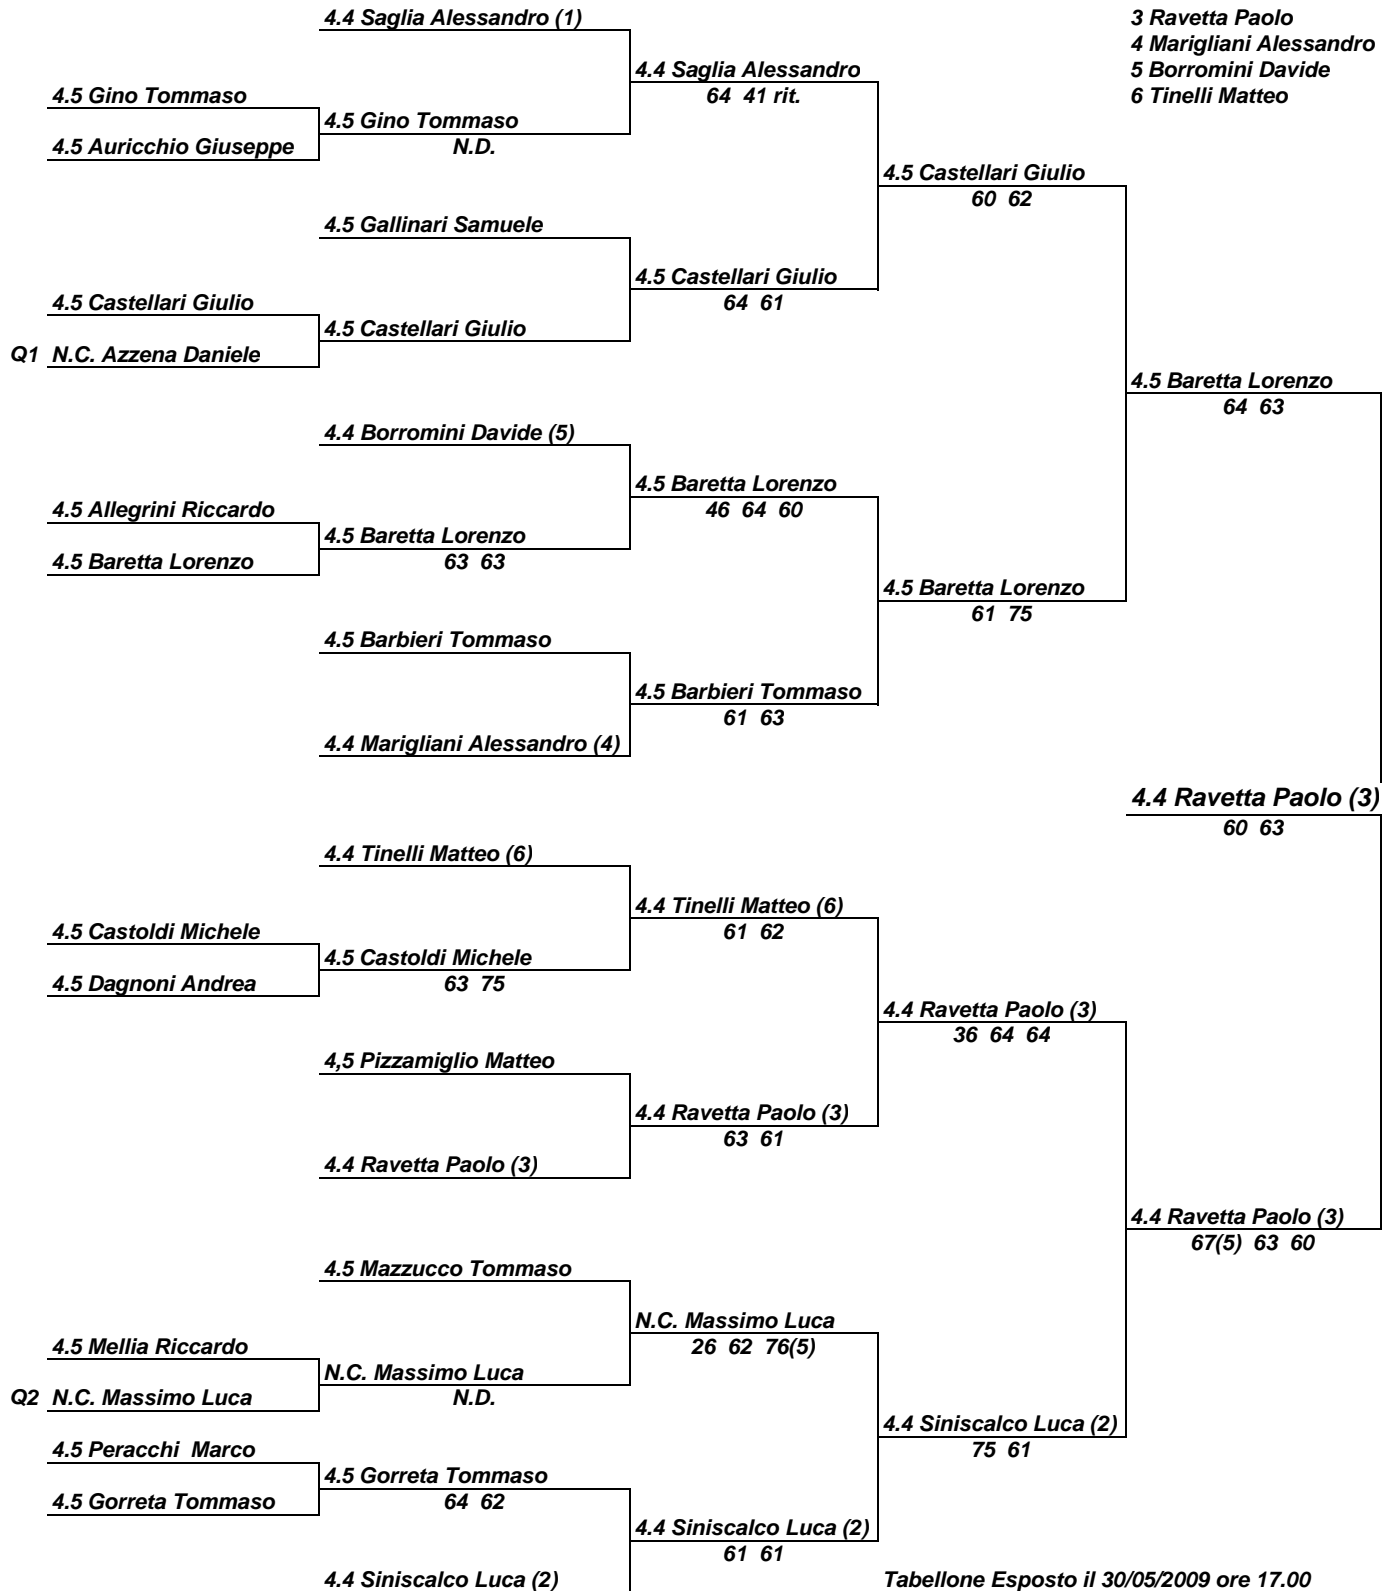 4.4 Saglia Alessandro (1)
3 Ravetta Paolo
4 Marigliani Alessandro
5 Borromini Davide
6 Tinelli Matteo
4.4 Saglia Alessandro
64 41 rit.
4.5 Gino Tommaso
4.5 Gino Tommaso
N.D.
4.5 Auricchio Giuseppe
4.5 Castellari Giulio
60 62
4.5 Gallinari Samuele
4.5 Castellari Giulio
64 61
4.5 Castellari Giulio
4.5 Castellari Giulio
Q1 N.C. Azzena Daniele
4.5 Baretta Lorenzo
64 63
4.4 Borromini Davide (5)
4.5 Baretta Lorenzo
46 64 60
4.5 Allegrini Riccardo
4.5 Baretta Lorenzo
63 63
4.5 Baretta Lorenzo
4.5 Baretta Lorenzo
61 75
4.5 Barbieri Tommaso
4.5 Barbieri Tommaso
61 63
4.4 Marigliani Alessandro (4)
4.4 Ravetta Paolo (3)
60 63
4.4 Tinelli Matteo (6)
4.4 Tinelli Matteo (6)
61 62
4.5 Castoldi Michele
4.5 Castoldi Michele
63 75
4.5 Dagnoni Andrea
4.4 Ravetta Paolo (3)
36 64 64
4,5 Pizzamiglio Matteo
4.4 Ravetta Paolo (3)
63 61
4.4 Ravetta Paolo (3)
4.4 Ravetta Paolo (3)
67(5) 63 60
4.5 Mazzucco Tommaso
N.C. Massimo Luca
26 62 76(5)
4.5 Mellia Riccardo
N.C. Massimo Luca
N.D.
Q2 N.C. Massimo Luca
4.4 Siniscalco Luca (2)
75 61
4.5 Peracchi Marco
4.5 Gorreta Tommaso
64 62
4.5 Gorreta Tommaso
4.4 Siniscalco Luca (2)
61 61
4.4 Siniscalco Luca (2)
Tabellone Esposto il 30/05/2009 ore 17.00